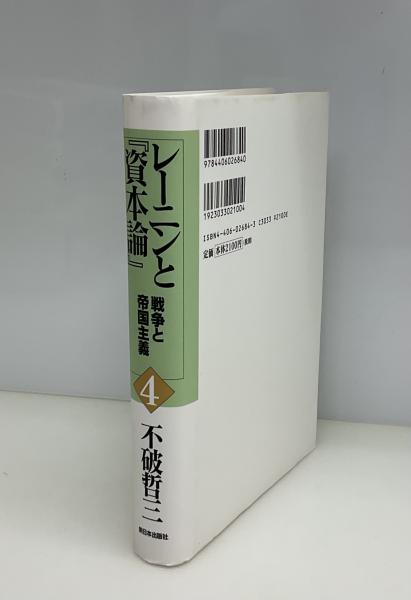 レーニンと
『資本論』
戦争と
帝国主義
4
不破哲三
新日本出版社
9784406026840
1923033021004
ISBN4-406-02684-3 C3033 ¥2100E
定価 本体2100円 +税